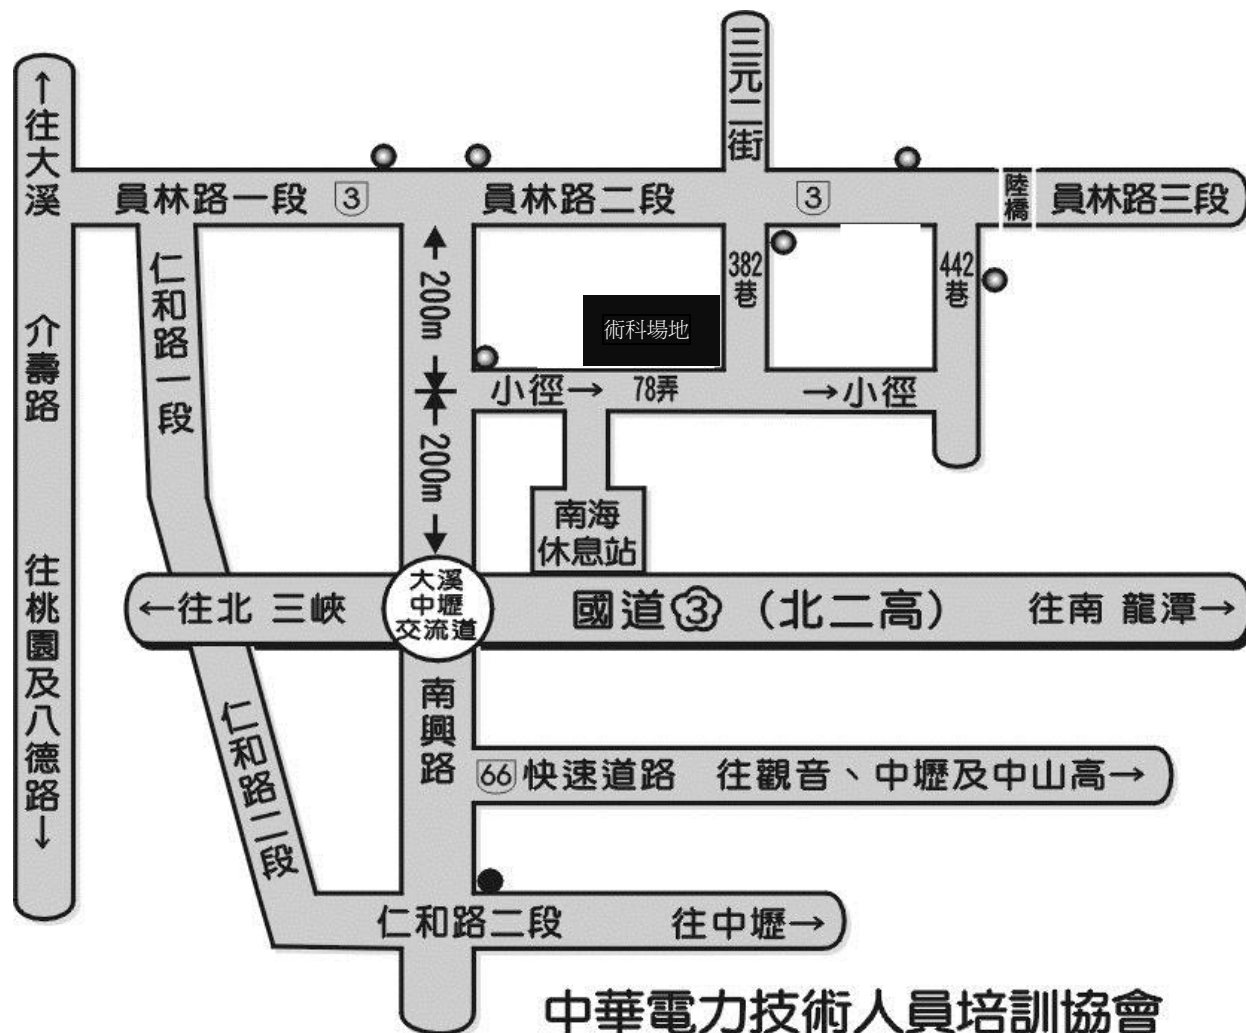 三元二街
↑往大溪
介壽路
往桃園及八德路↓
員林路一段
3
員林路二段
3
陸橋
員林路三段
仁和路一段
200m
382巷
442巷
術科場地
小徑→
78弄
→小徑
200m
南海
休息站
←往北 三峽
大溪
中壢
交流道
國道3（北二高）
往南 龍潭→
仁和路二段
南興路
66快速道路
往觀音、中壢及中山高→
仁和路二段
往中壢→
中華電力技術人員培訓協會